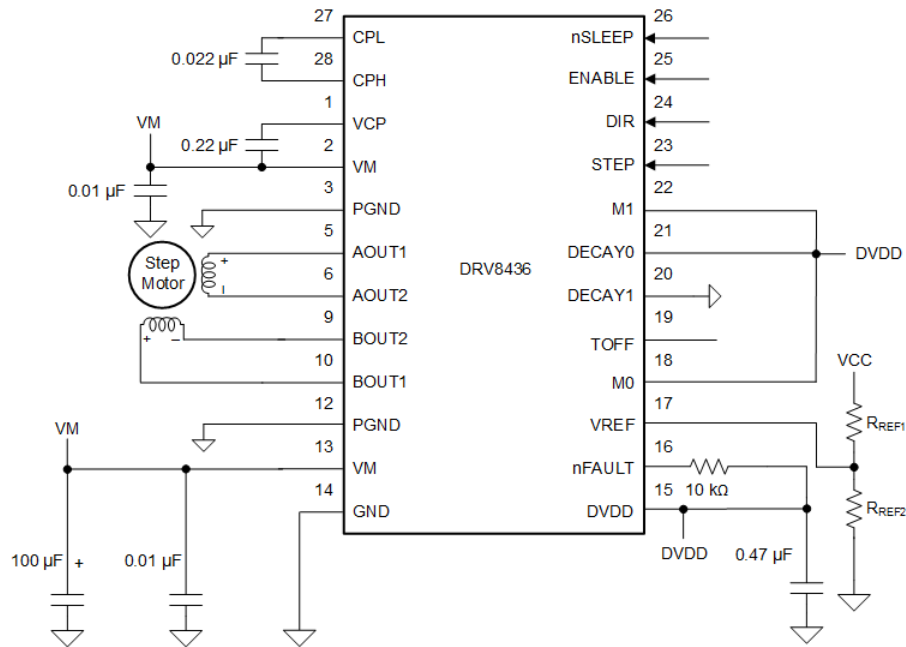 27
CPL
0.022 µF
28
CPH
1
VCP
VM
0.22 µF
2
VM
0.01 µF
3
PGND
5
AOUT1
Step
Motor
+
6
–
AOUT2
9
BOUT2
+ –
10
BOUT1
12
PGND
VM
13
VM
14
GND
100 µF +
0.01 µF
DRV8436
26
nSLEEP
25
ENABLE
24
DIR
23
STEP
22
M1
21
DECAY0
DVDD
20
DECAY1
19
TOFF
18
M0
VCC
17
VREF
RREF1
16
nFAULT
10 kΩ
15
DVDD
RREF2
DVDD
0.47 µF